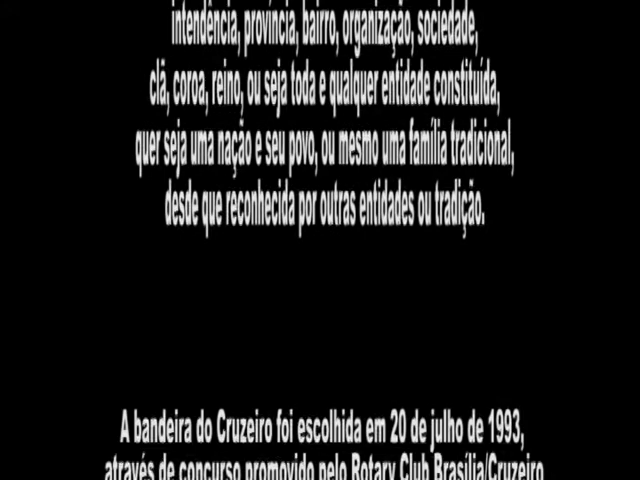 intendência, província, bairro, organização, sociedade,
clã, coroa, reino, ou seja toda e qualquer entidade constituída,
quer seja uma nação e seu povo, ou mesmo uma família tradicional,
desde que reconhecida por outras entidades ou tradição.
A bandeira do Cruzeiro foi escolhida em 20 de julho de 1993,
através de concurso promovido pelo Rotary Club Brasília/Cruzeiro